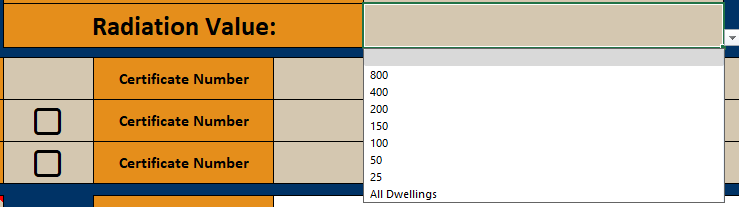 Radiation Value:
Certificate Number
Certificate Number
Certificate Number
800
400
200
150
100
50
25
All Dwellings